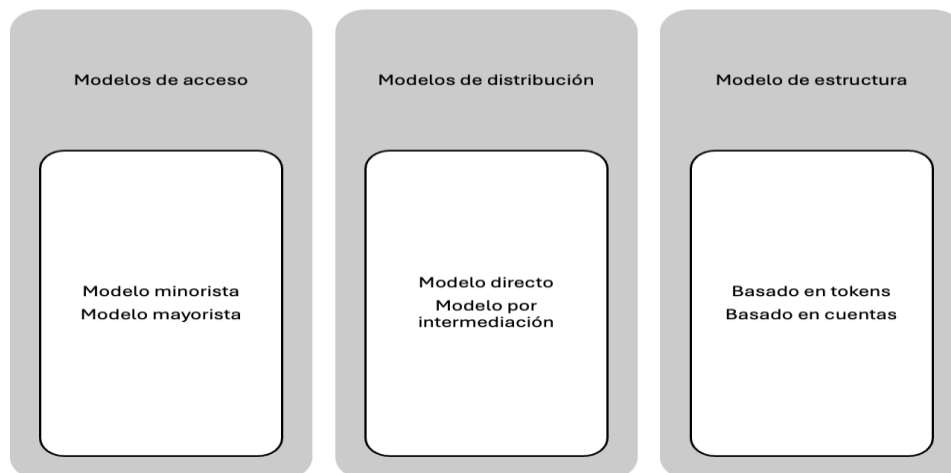 Modelos de acceso
Modelo minorista
Modelo mayorista
Modelos de distribución
Modelo directo
Modelo por
intermediación
Modelo de estructura
Basado en tokens
Basado en cuentas